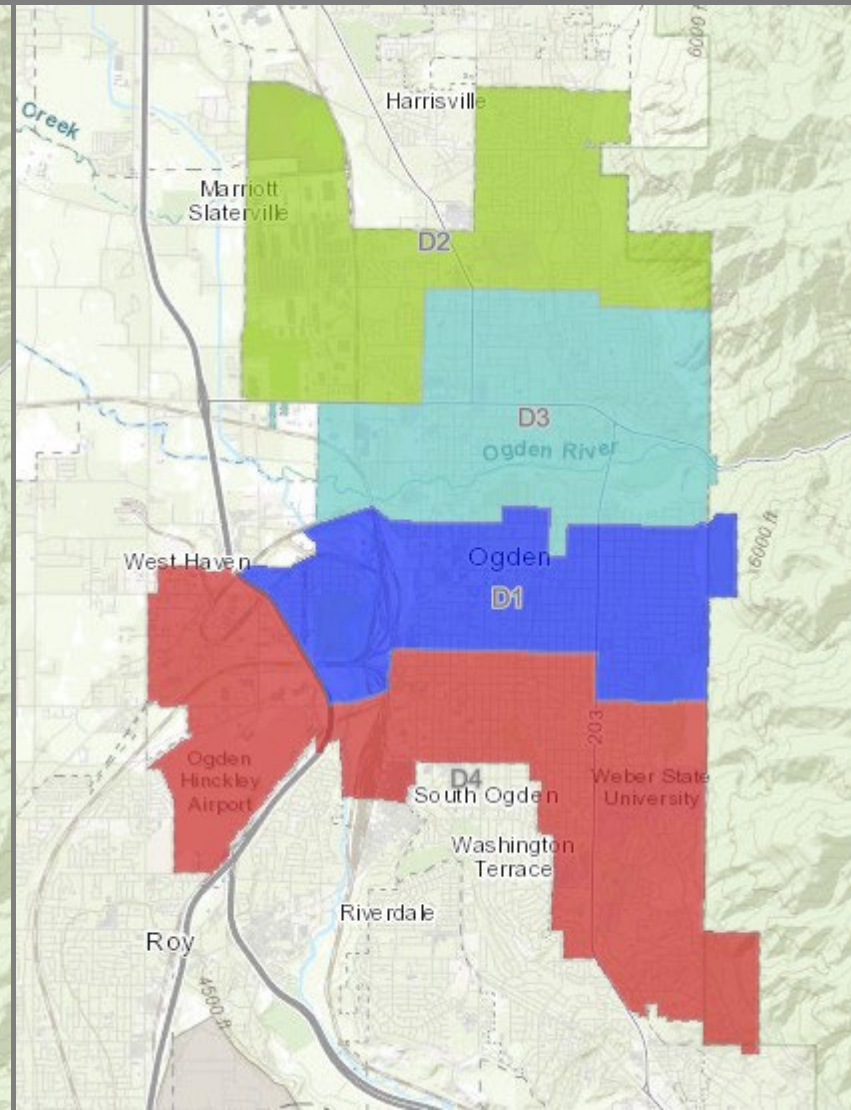 6000 ft
Harrisville
Creek
Marriott
Slaterville
D2
D3
Ogden River
6000 ft
West Haven
Ogden
D1
203
Ogden
Hinckley
Airport
D4
South Ogden
Weber State
University
Washington
Terrace
Riverdale
Roy
4500 ft